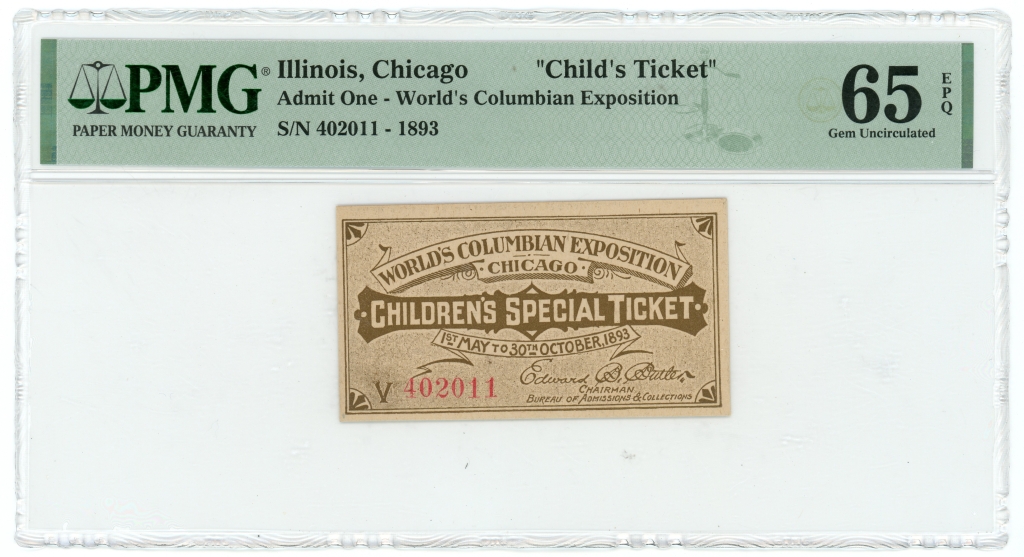 PMG®
PAPER MONEY GUARANTY
Illinois, Chicago "Child's Ticket"
Admit One - World's Columbian Exposition
S/N 402011 - 1893
65 EPQ
Gem Uncirculated
WORLD'S COLUMBIAN EXPOSITION
·CHICAGO·
·CHILDREN'S SPECIAL TICKET·
1ST MAY TO 30TH OCTOBER, 1893
V 402011
Edward B. Butler,
CHAIRMAN
BUREAU OF ADMISSIONS & COLLECTIONS